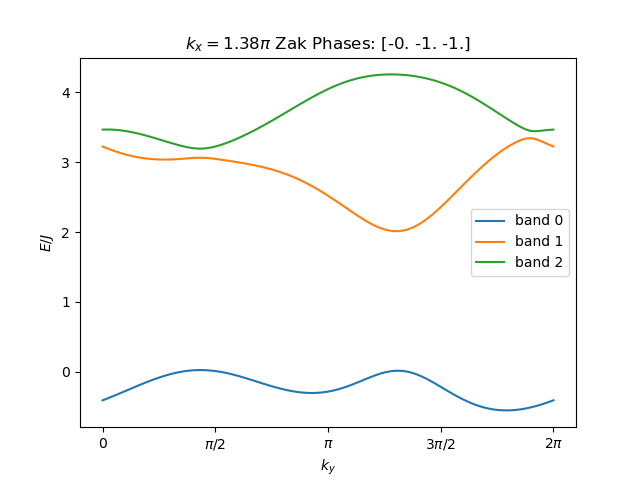 $k_x = 1.38\pi$ Zak Phases: [-0. -1. -1.]
4
3
2
1
0
E/J
band 0
band 1
band 2
0
π/2
π
3π/2
2π
$k_y$